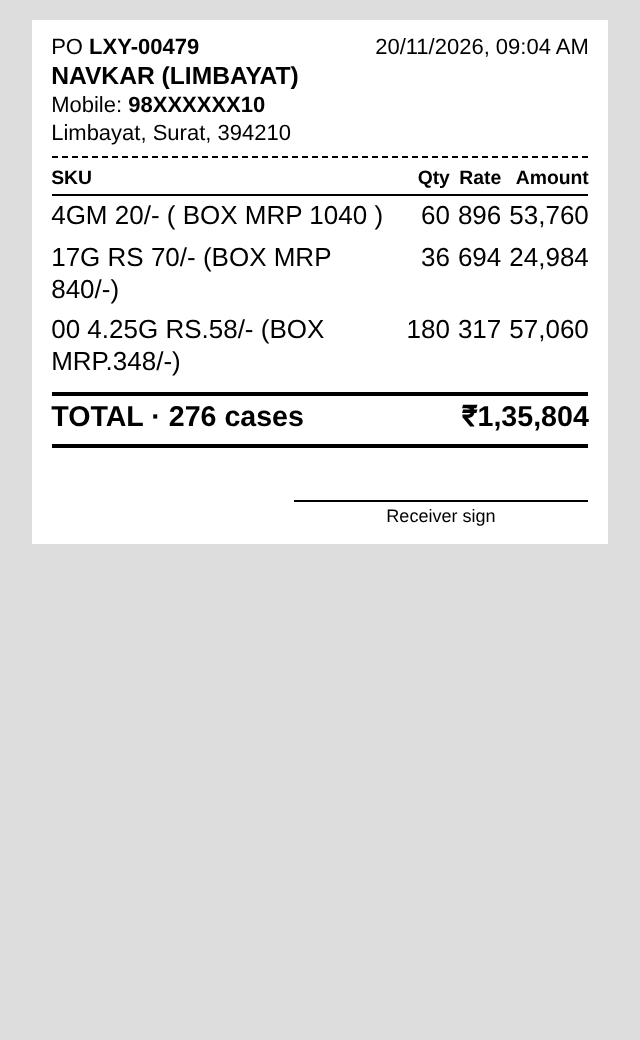 PO LXY-00479 20/11/2026, 09:04 AM
NAVKAR (LIMBAYAT)
Mobile: 98XXXXXX10
Limbayat, Surat, 394210
SKU Qty Rate Amount
4GM 20/- ( BOX MRP 1040 ) 60 896 53,760
17G RS 70/- (BOX MRP 36 694 24,984
840/-)
00 4.25G RS.58/- (BOX 180 317 57,060
MRP.348/-)
TOTAL · 276 cases ₹1,35,804
Receiver sign